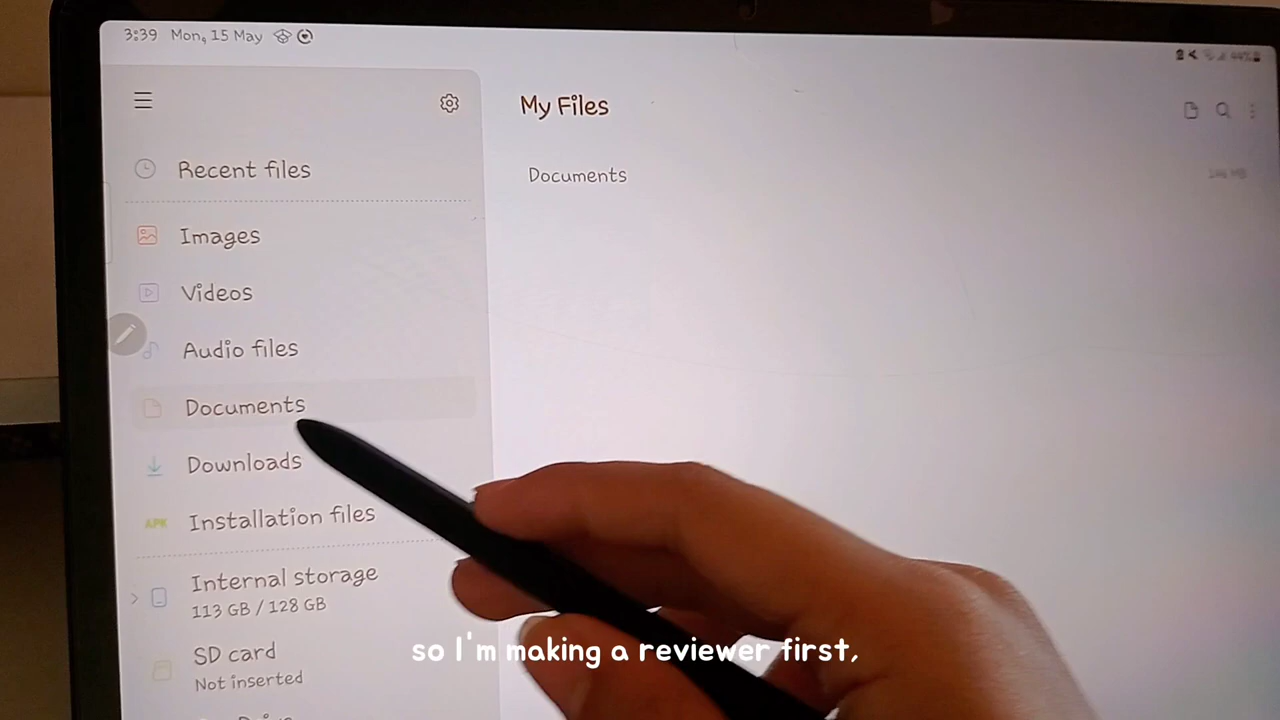 3:39 Mon, 15 May
My Files
Recent files
Documents
Images
Videos
Audio files
Documents
Downloads
APK Installation files
Internal storage
113 GB / 128 GB
SD card
Not inserted
so I'm making a reviewer first,